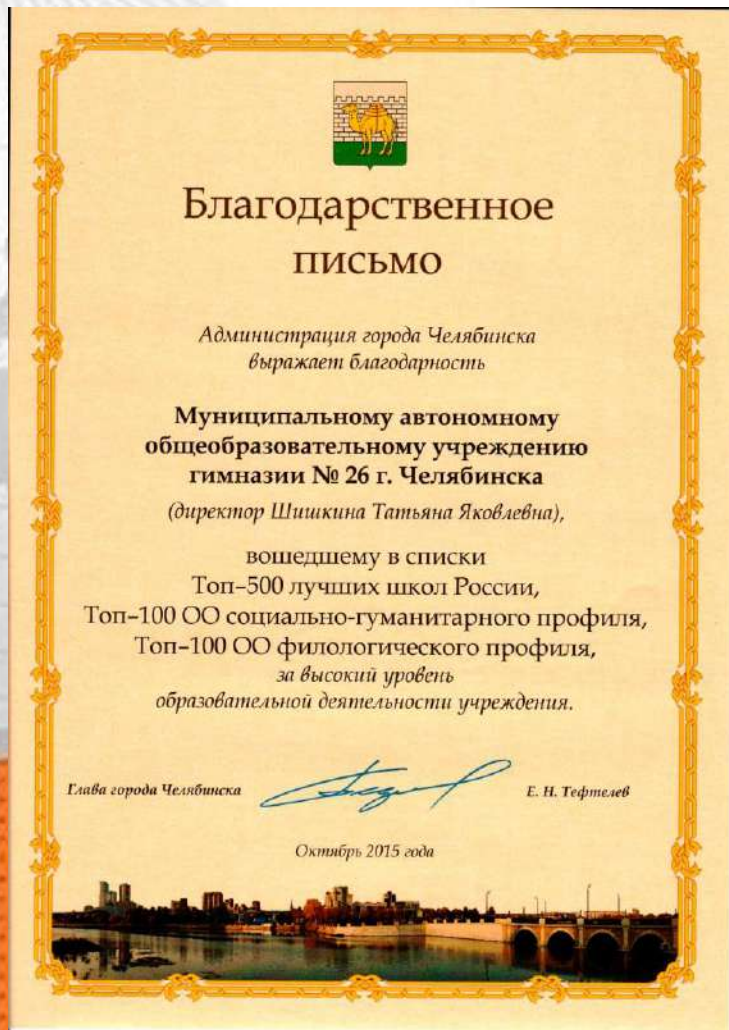 Благодарственное
письмо
Администрация города Челябинска
выражает благодарность
Муниципальному автономному
общеобразовательному учреждению
гимназии № 26 г. Челябинска
(директор Шишкина Татьяна Яковлевна),
вошедшему в списки
Топ–500 лучших школ России,
Топ–100 ОО социально-гуманитарного профиля,
Топ–100 ОО филологического профиля,
за высокий уровень
образовательной деятельности учреждения.
Глава города Челябинска Е. Н. Тефтелев
Октябрь 2015 года